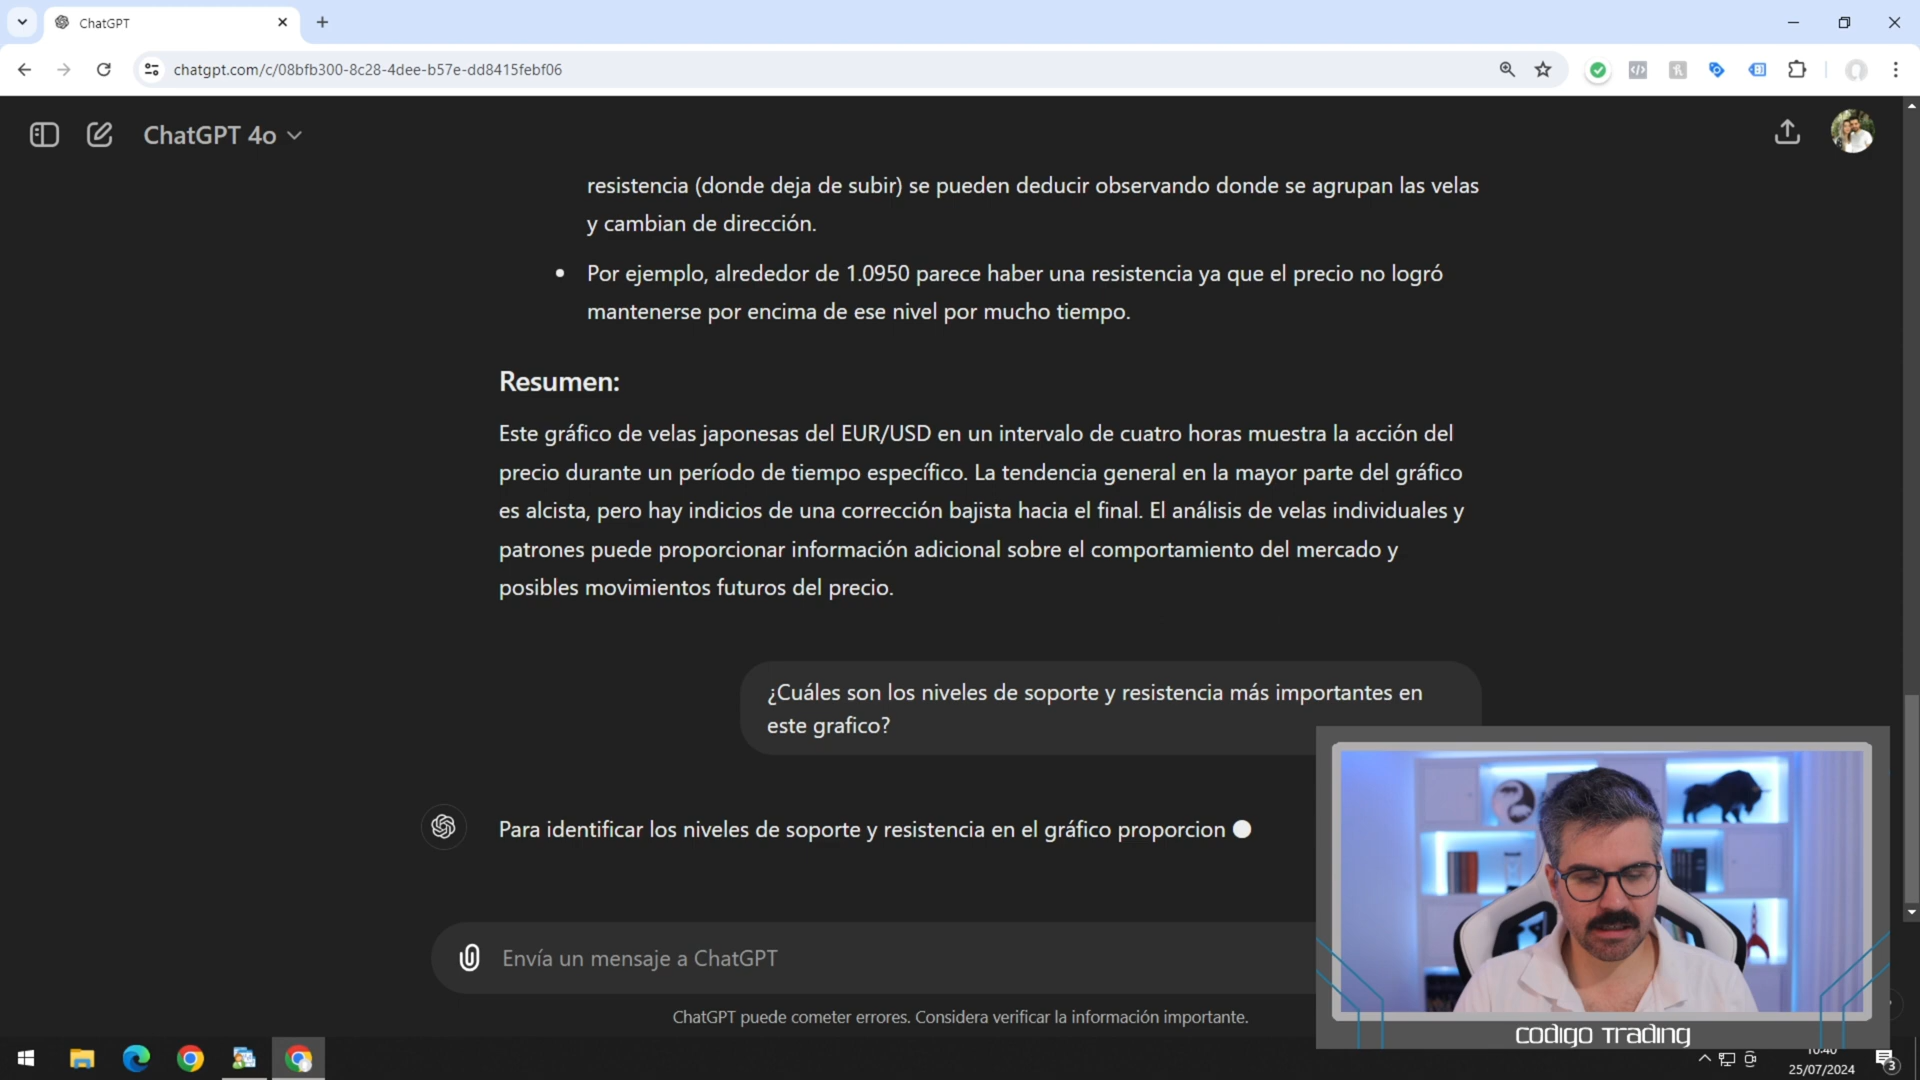 ChatGPT
chatgpt.com/c/08bfb300-8c28-4dee-b57e-dd8415febf06
ChatGPT 4o
resistencia (donde deja de subir) se pueden deducir observando donde se agrupan las velas
y cambian de dirección.
Por ejemplo, alrededor de 1.0950 parece haber una resistencia ya que el precio no logró
mantenerse por encima de ese nivel por mucho tiempo.
Resumen:
Este gráfico de velas japonesas del EUR/USD en un intervalo de cuatro horas muestra la acción del
precio durante un período de tiempo específico. La tendencia general en la mayor parte del gráfico
es alcista, pero hay indicios de una corrección bajista hacia el final. El análisis de velas individuales y
patrones puede proporcionar información adicional sobre el comportamiento del mercado y
posibles movimientos futuros del precio.
¿Cuáles son los niveles de soporte y resistencia más importantes en
este grafico?
Para identificar los niveles de soporte y resistencia en el gráfico proporcion
Envía un mensaje a ChatGPT
ChatGPT puede cometer errores. Considera verificar la información importante.
CODIGO TRADING
10:40
25/07/2024
3